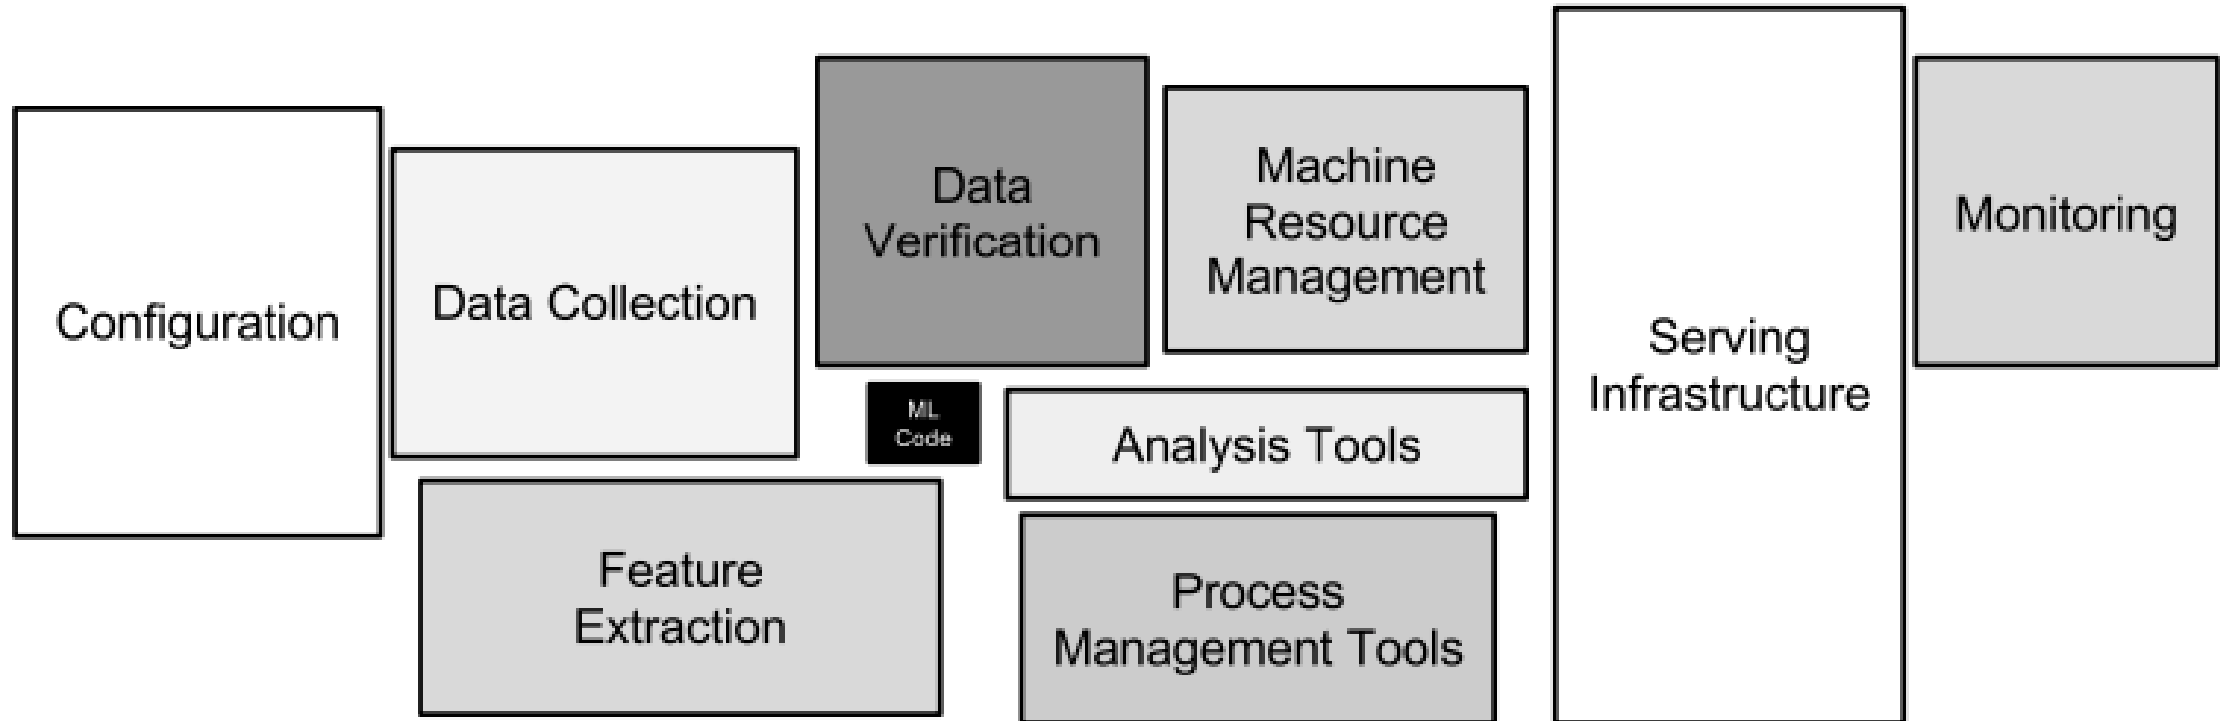 Configuration
Data Collection
Data
Verification
Machine
Resource
Management
Serving
Infrastructure
Monitoring
ML
Code
Analysis Tools
Feature
Extraction
Process
Management Tools